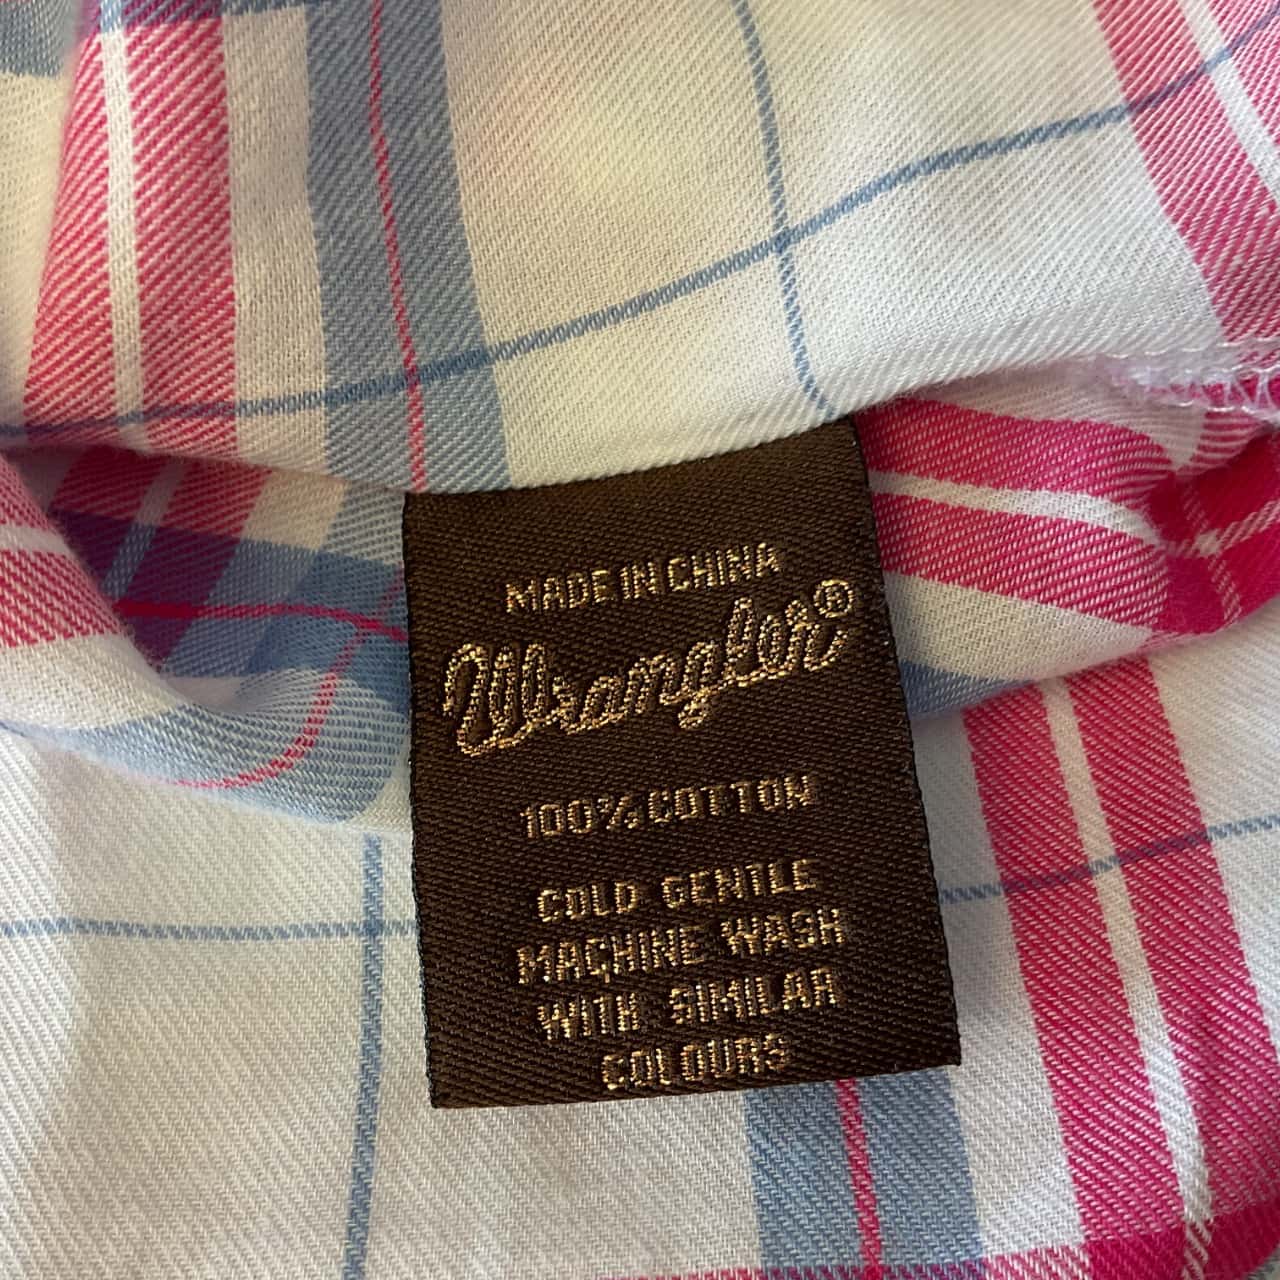 MADE IN CHINA
Wrangler®
100% COTTON
COLD GENTLE
MACHINE WASH
WITH SIMILAR
COLOURS